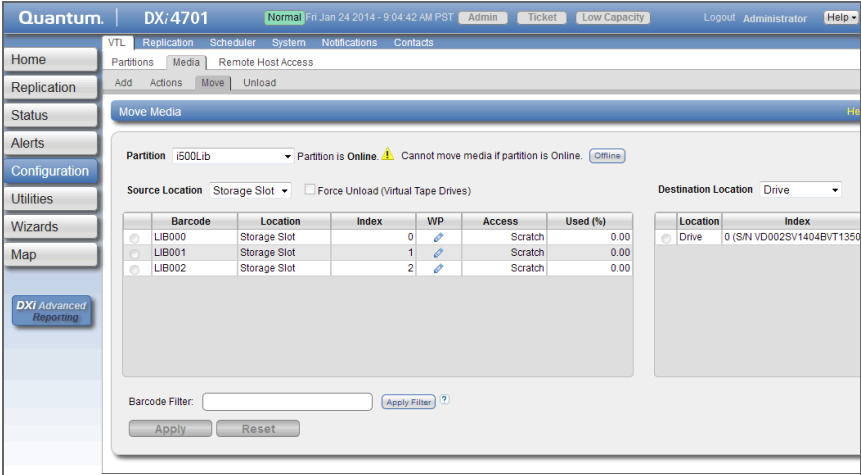 Quantum. DXi4701 Normal Fri Jan 24 2014 - 9:04:42 AM PST Admin Ticket Low Capacity Logout Administrator Help
VTL Replication Scheduler System Notifications Contacts
Home
Partitions Media Remote Host Access
Replication
Add Actions Move Unload
Status
Move Media He
Alerts
Partition i500Lib Partition is Online. Cannot move media if partition is Online. Offline
Configuration
Source Location Storage Slot Force Unload (Virtual Tape Drives) Destination Location Drive
Utilities
Barcode Location Index WP Access Used (%) Location Index
Wizards
LIB000 Storage Slot 0 Scratch 0.00 Drive 0 (S/N VD002SV1404BVT1350
LIB001 Storage Slot 1 Scratch 0.00
Map
LIB002 Storage Slot 2 Scratch 0.00
DXi Advanced
Reporting
Barcode Filter: Apply Filter ?
Apply Reset